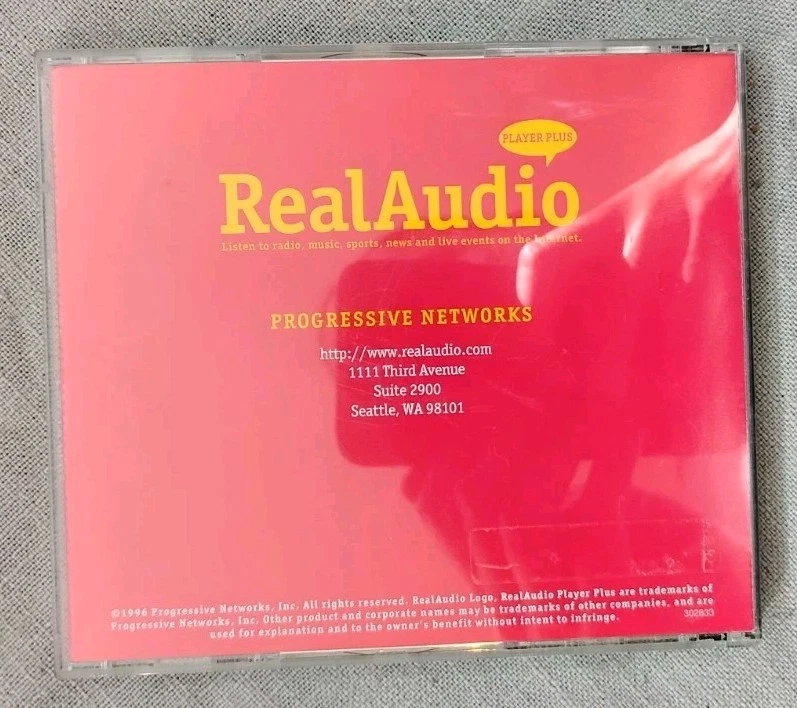 PLAYER PLUS
RealAudio
Listen to radio, music, sports, news and live events on the Internet.
PROGRESSIVE NETWORKS
http://www.realaudio.com
1111 Third Avenue
Suite 2900
Seattle, WA 98101
©1996 Progressive Networks, Inc. All rights reserved. RealAudio Logo, RealAudio Player Plus are trademarks of
Progressive Networks, Inc. Other product and corporate names may be trademarks of other companies, and are
used for explanation and to the owner's benefit without intent to infringe.
302833